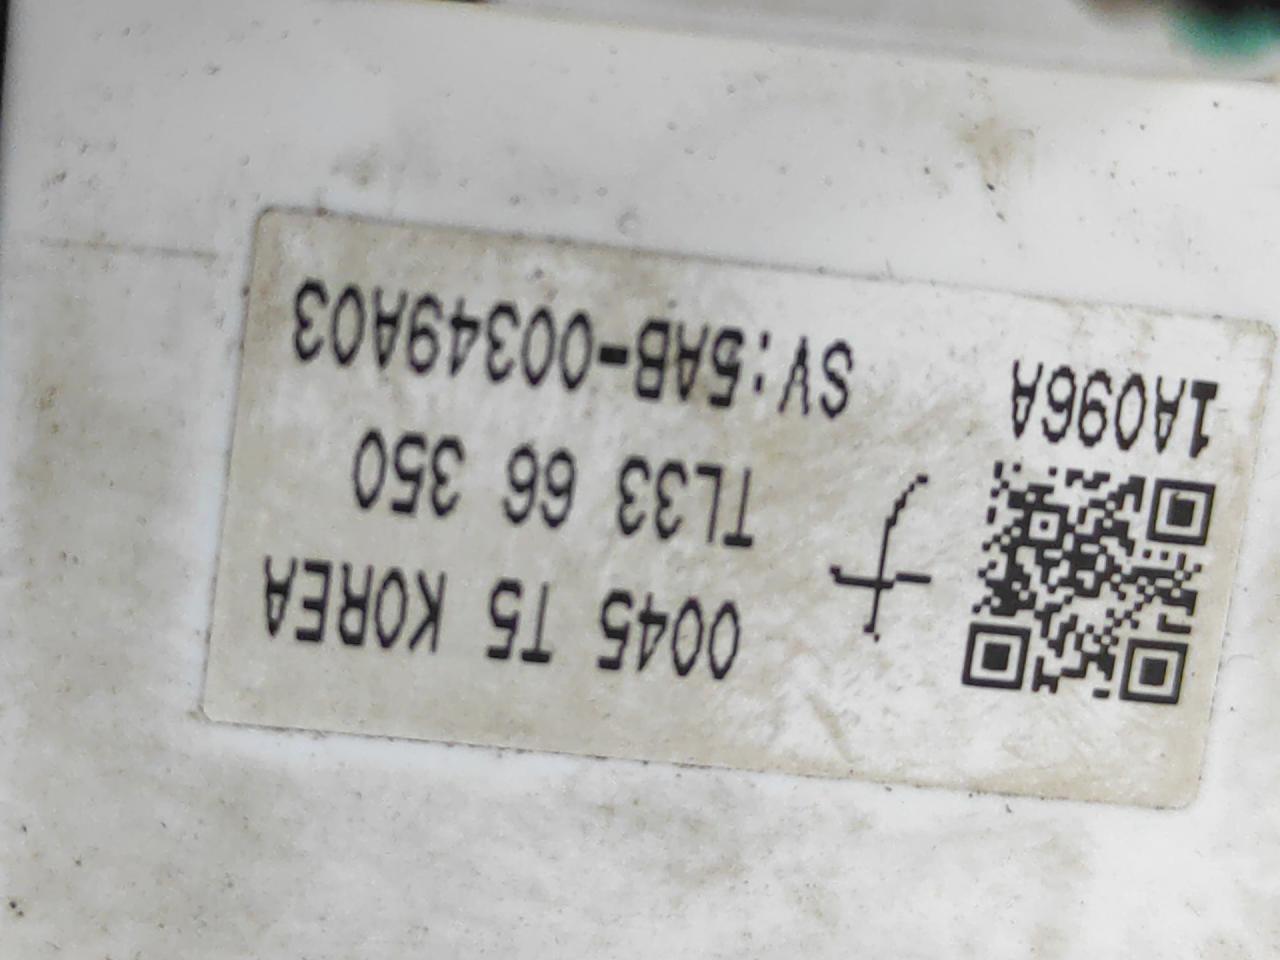 0045 T5 KOREA
TL33 66 350
1A096A
SV:5AB-00349A03